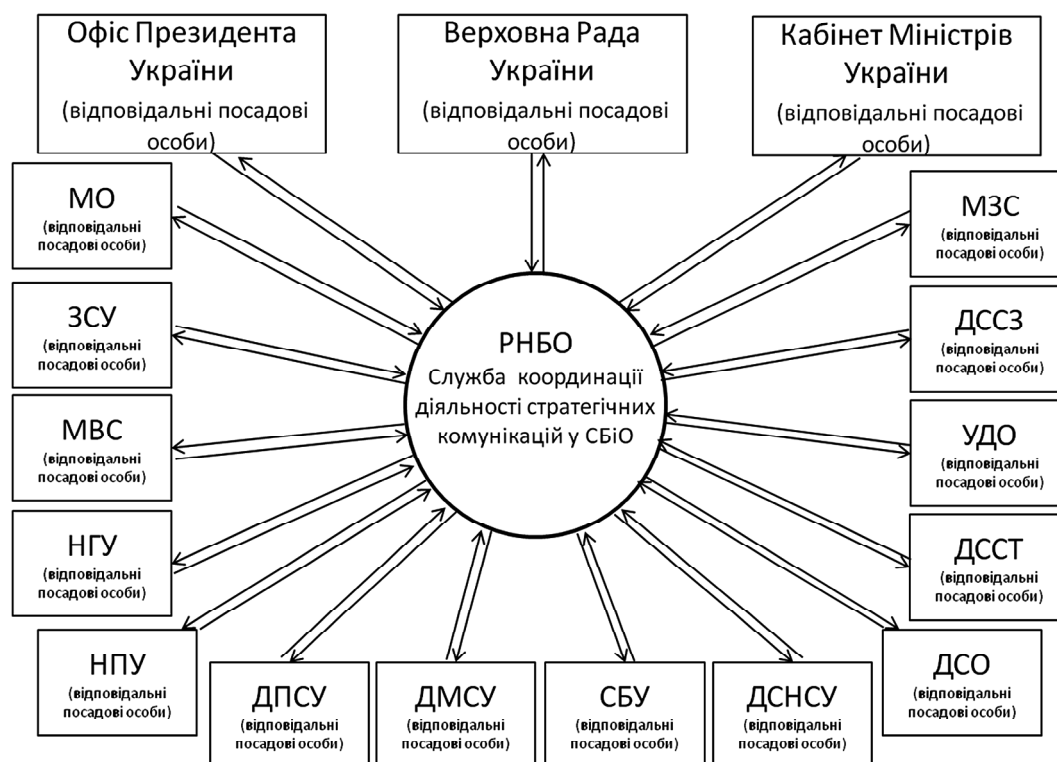 Офіс Президента
України
(відповідальні посадові
особи)
Верховна Рада
України
(відповідальні посадові
особи)
Кабінет Міністрів
України
(відповідальні посадові
особи)
МО
(відповідальні
посадові особи)
МЗС
(відповідальні
посадові особи)
ЗСУ
(відповідальні
посадові особи)
ДССЗ
(відповідальні
посадові особи)
РНБО
Служба координації
діяльності стратегічних
комунікацій у СБіО
МВС
(відповідальні
посадові особи)
УДО
(відповідальні
посадові особи)
НГУ
(відповідальні
посадові особи)
ДССТ
(відповідальні
посадові особи)
НПУ
(відповідальні
посадові особи)
ДПСУ
(відповідальні
посадові особи)
ДМСУ
(відповідальні
посадові особи)
СБУ
(відповідальні
посадові особи)
ДСНСУ
(відповідальні
посадові особи)
ДСО
(відповідальні
посадові особи)